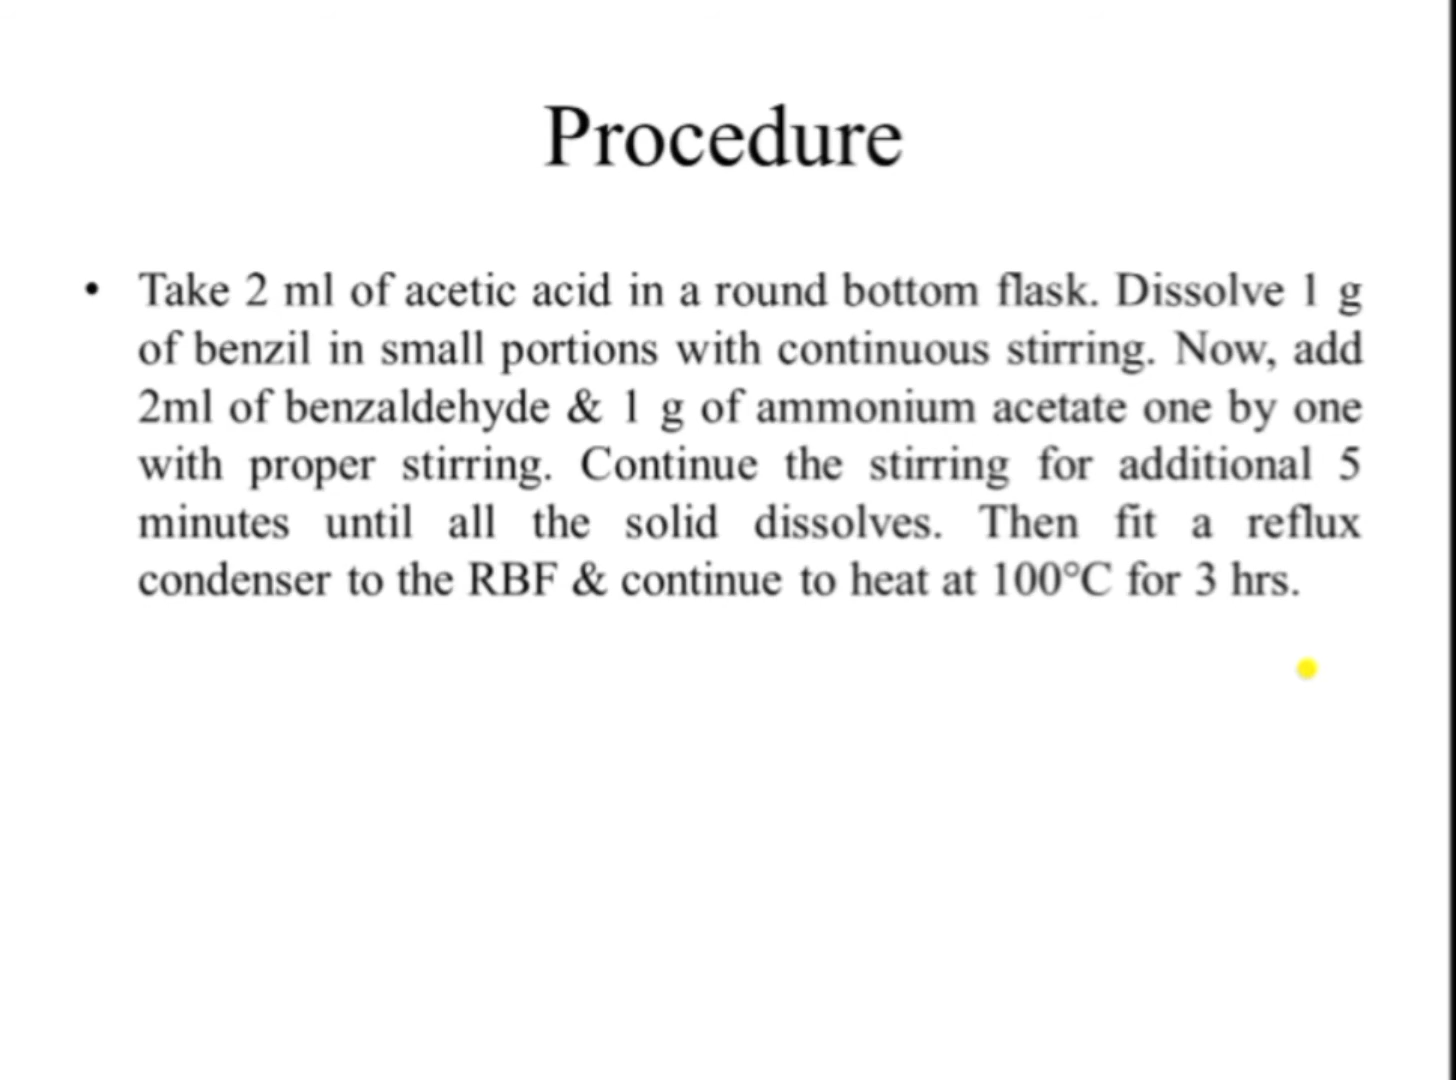 Procedure
• Take 2 ml of acetic acid in a round bottom flask. Dissolve 1 g
of benzil in small portions with continuous stirring. Now, add
2ml of benzaldehyde & 1 g of ammonium acetate one by one
with proper stirring. Continue the stirring for additional 5
minutes until all the solid dissolves. Then fit a reflux
condenser to the RBF & continue to heat at 100°C for 3 hrs.